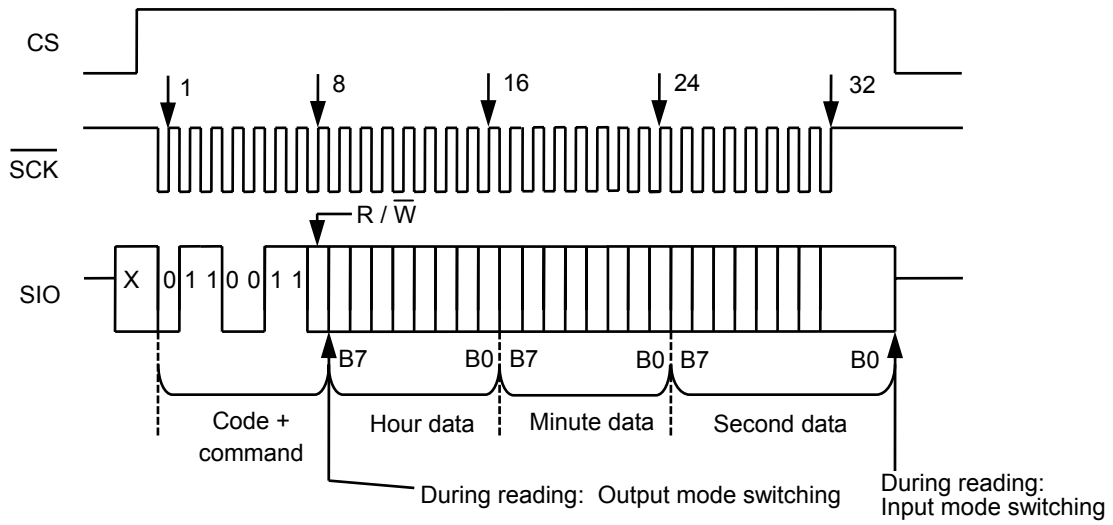 CS
1 8 16 24 32
SCK
R / W
SIO
X 0 1 1 0 0 1 1
B7 B0 B7 B0 B7 B0
Code +
command
Hour data
Minute data
Second data
During reading: Output mode switching
During reading:
Input mode switching